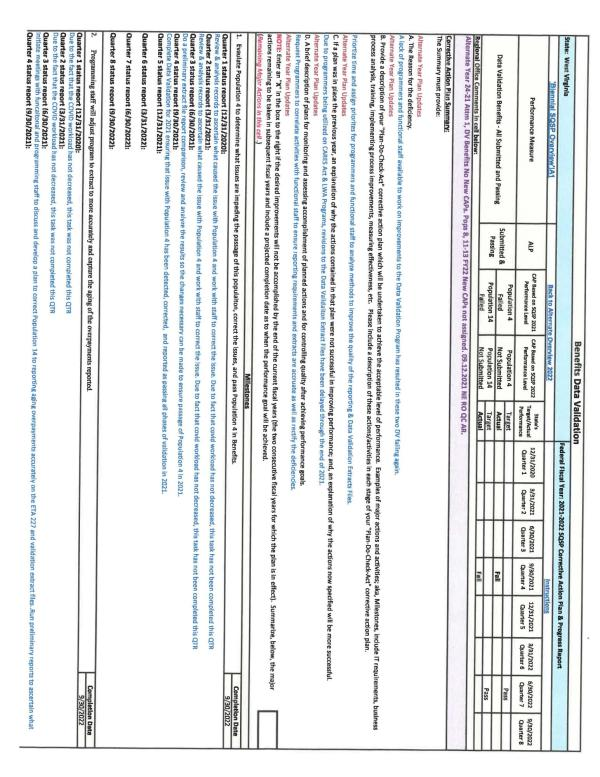 Benefits Data Validation
State: West Virginia
Federal Fiscal Year: 2021-2022 SQSP Corrective Action Plan & Progress Report
Biennial SQSP Overview!A1
Back to Alternate Overview 2022
Instructions
Performance Measure
ALP
CAP Based on SQSP 2021 Performance Level
CAP Based on SQSP 2022 Performance Level
State's Target/Actual Performance
12/31/2020 Quarter 1
3/31/2021 Quarter 2
6/30/2021 Quarter 3
9/30/2021 Quarter 4
12/31/2021 Quarter 5
3/31/2022 Quarter 6
6/30/2022 Quarter 7
9/30/2022 Quarter 8
Data Validation Benefits - All Submitted and Passing
Submitted & Passing
Population 4
Failed
Population 14
Failed
Population 4
Not Submitted
Population 14
Not Submitted
Target
Actual
Target
Actual
Fail
Fail
Pass
Pass
Regional Office Comments in cell below:
Alternate Year 24-21 Attn 1, DV Benefits No New CAPs. Pops 8, 11-13 FY22 New CAPs not assigned. 09.12.2021 NE RO QC AB.
Corrective Action Plan Summary:
The Summary must provide:
Alternate Year Plan Updates
A. The Reason for the deficiency.
A lack of programmers and functional staff available to work on improvements to the Data Validation Program has resulted in these two DV failing again.
Alternate Year Plan Updates
B. Provide a description of your "Plan-Do-Check-Act" corrective action plan which will be undertaken to achieve the acceptable level of performance. Examples of major actions and activities; aka, Milestones, include IT requirements, business
process analysis, training, implementing process improvements, measuring effectiveness, etc. Please include a description of these actions/activities in each stage of your "Plan-Do-Check-Act" corrective action plan.
Prioritize time and assign priorities for programmers and functional staff to analyze methods to improve the quality of the reporting & Data Validation Extracts Files.
Alternate Year Plan Updates
C. If a plan was in place the previous year, an explanation of why the actions contained in that plan were not successful in improving performance; and, an explanation of why the actions now specified will be more successful.
Due to programmers being utilized on CARES Act & LWA Programs, revisions to the Data Validation Extract Files have been delayed through the end of 2021.
Alternate Year Plan Updates
D. A brief description of plans for monitoring and assessing accomplishment of planned actions and for controlling quality after achieving performance goals.
Request programmers to coordinate activities with functional staff to ensure reporting requirements and extracts are accurate as well as rectify the deficiencies.
Alternate Year Plan Updates
NOTE: Enter an "X" in the box to the right if the desired improvements will not be accomplished by the end of the current fiscal years (the two consecutive fiscal years for which the plan is in effect). Summarize, below, the major
actions remaining to be taken in subsequent fiscal years and include a projected completion date as to when the performance goal will be achieved.
(Remaining Major Actions in this cell.)
Milestones
Completion Date
1. Evaluate Population 4 to determine what issues are impeding the passage of this population, correct the issues, and pass Population 4 in Benefits.
9/30/2022
Quarter 1 status report (12/31/2020):
Review & analysis records to ascertain what caused the issue with Population 4 and work with staff to correct the issue. Due to fact that covid workload has not decreased, this task has not been completed this QTR
Quarter 2 status report (3/31/2021):
Review & analysis records to ascertain what caused the issue with Population 4 and work with staff to correct the issue. Due to fact that covid workload has not decreased, this task has not been completed this QTR
Quarter 3 status report (6/30/2021):
Do a preliminary report comparison, review and analyze the results so the changes necessary can be made to ensure passage of Population 4 in 2021.
Quarter 4 status report (9/30/2021):
Complete Data Validation 2021 ensuring that issue with Population 4 has been detected, corrected, and reported as passing all phases of validation in 2021.
Quarter 5 status report (12/31/2021):
Quarter 6 status report (3/31/2022):
Quarter 7 status report (6/30/2022):
Quarter 8 status report (9/30/2022):
Completion Date
2. Programming staff will adjust program to extract to more accurately and capture the aging of the overpayments reported.
9/30/2022
Quarter 1 status report (12/31/2020):
Due to the fact that the COVID workload has not decreased, this task was not completed this QTR
Quarter 2 status report (3/31/2021):
Due to the fact that the COVID workload has not decreased, this task was not completed this QTR
Quarter 3 status report (6/30/2021):
Initiate meetings with functional and programming staff to discuss and develop a plan to correct Population 14 to reporting aging overpayments accurately on the ETA 227 and validation extract files. Run preliminary reports to ascertain what
Quarter 4 status report (9/30/2021):